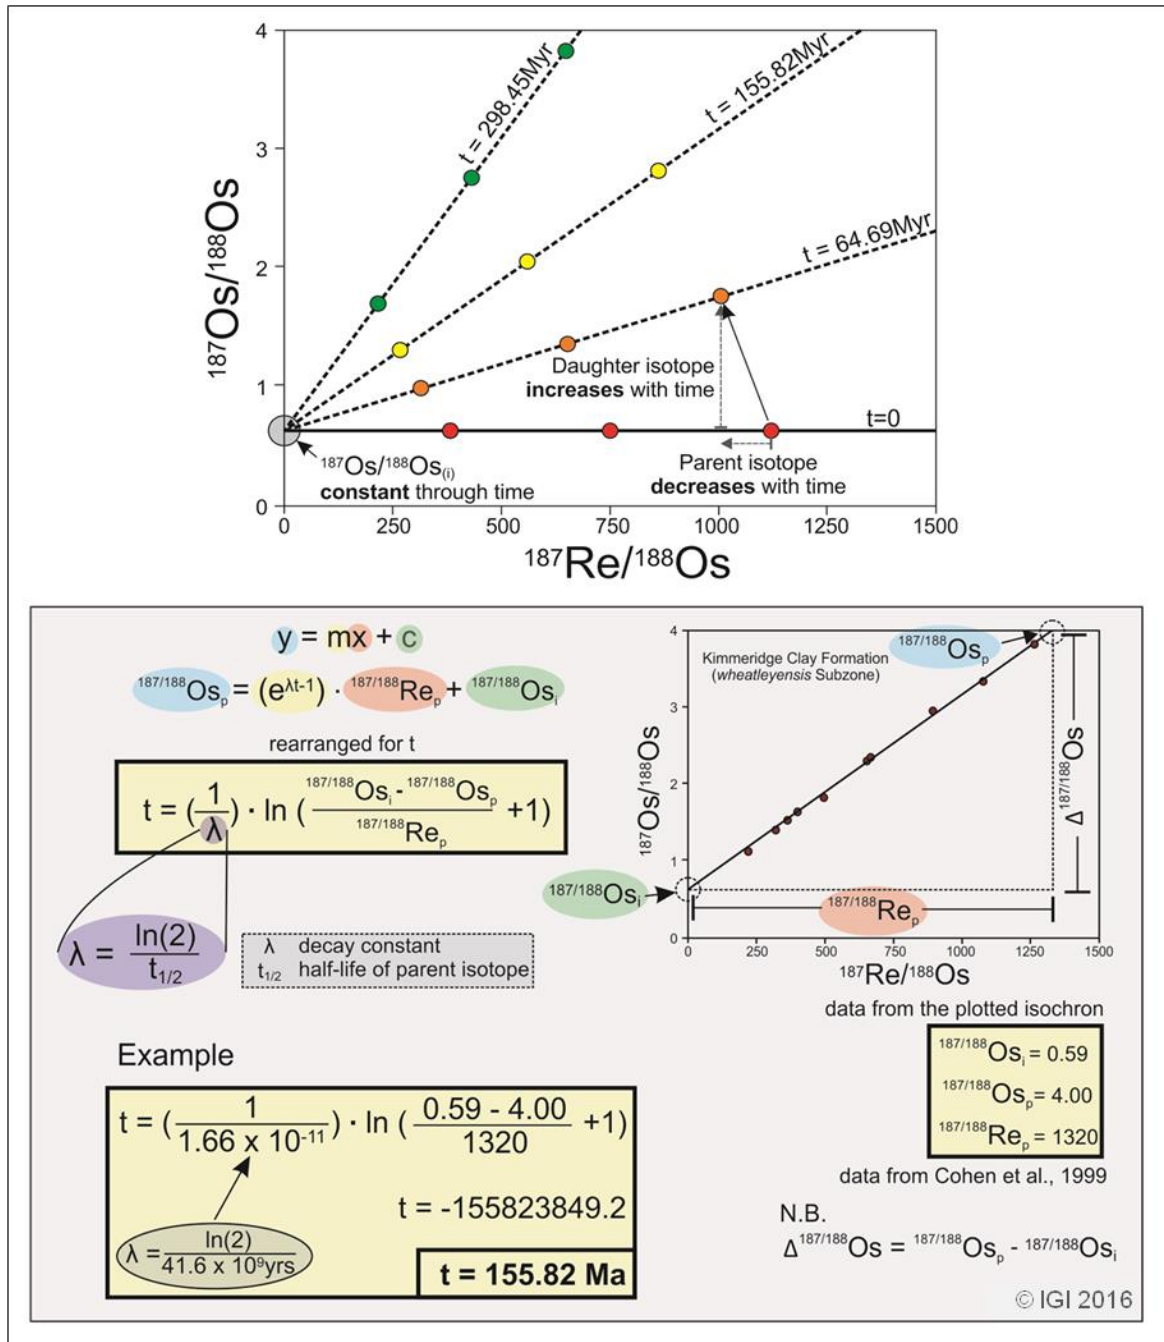 4
3
2
1
0
0 250 500 750 1000 1250 1500
¹⁸⁷Os/¹⁸⁸Os
¹⁸⁷Re/¹⁸⁸Os
t = 298.45Myr
t = 155.82Myr
t = 64.69Myr
t=0
Daughter isotope
increases with time
Parent isotope
decreases with time
¹⁸⁷Os/¹⁸⁸Os₍ᵢ₎
constant through time
y = mx + c
¹⁸⁷/¹⁸⁸Osₚ = (e^λt-1) · ¹⁸⁷/¹⁸⁸Reₚ + ¹⁸⁷/¹⁸⁸Osᵢ
rearranged for t
t = (1/λ) · ln (¹⁸⁷/¹⁸⁸Osᵢ - ¹⁸⁷/¹⁸⁸Osₚ / ¹⁸⁷/¹⁸⁸Reₚ +1)
λ = ln(2) / t₁/₂
λ decay constant
t₁/₂ half-life of parent isotope
Kimmeridge Clay Formation
(wheatleyensis Subzone)
¹⁸⁷/¹⁸⁸Osₚ
4
3
2
1
0
¹⁸⁷Os/¹⁸⁸Os
Δ ¹⁸⁷/¹⁸⁸Os
¹⁸⁷/¹⁸⁸Osᵢ
¹⁸⁷/¹⁸⁸Reₚ
0 250 500 750 1000 1250 1500
¹⁸⁷Re/¹⁸⁸Os
data from the plotted isochron
¹⁸⁷/¹⁸⁸Osᵢ = 0.59
¹⁸⁷/¹⁸⁸Osₚ = 4.00
¹⁸⁷/¹⁸⁸Reₚ = 1320
data from Cohen et al., 1999
N.B.
Δ¹⁸⁷/¹⁸⁸Os = ¹⁸⁷/¹⁸⁸Osₚ - ¹⁸⁷/¹⁸⁸Osᵢ
Example
t = (1 / 1.66 x 10⁻¹¹) · ln (0.59 - 4.00 / 1320 +1)
t = -155823849.2
λ = ln(2) / 41.6 x 10⁹yrs
t = 155.82 Ma
© IGI 2016